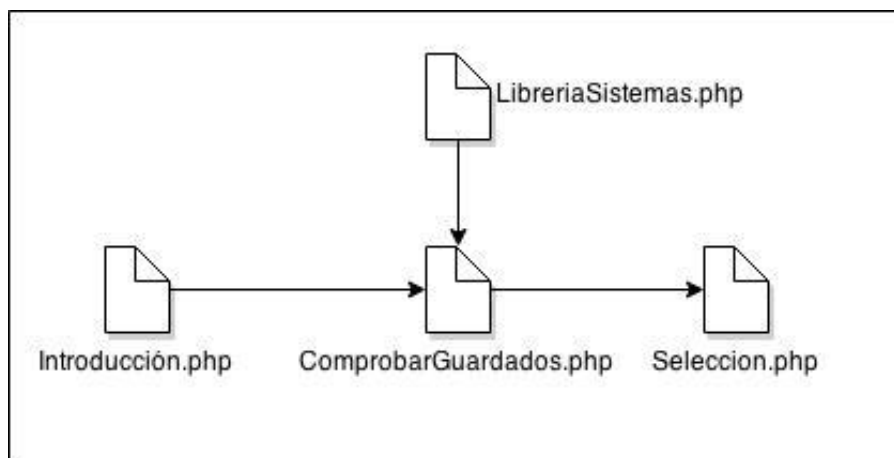 LibreriaSistemas.php
Introducción.php
ComprobarGuardados.php
Seleccion.php